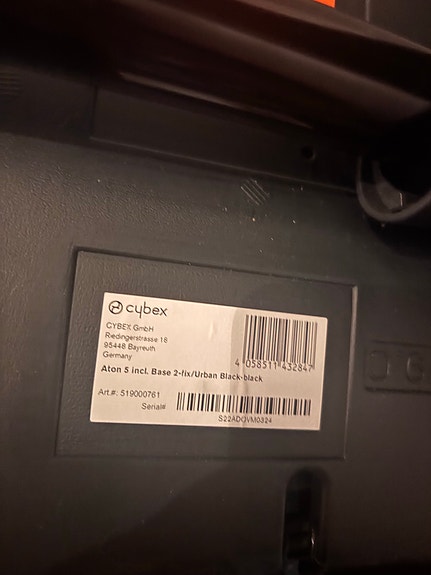 cybex
CYBEX GmbH
Riedingerstrasse 18
95448 Bayreuth
Germany
4 058511 432847
Aton 5 incl. Base 2-fix/Urban Black-black
Art.#: 519000761
Serial#
S22ADOVM0324